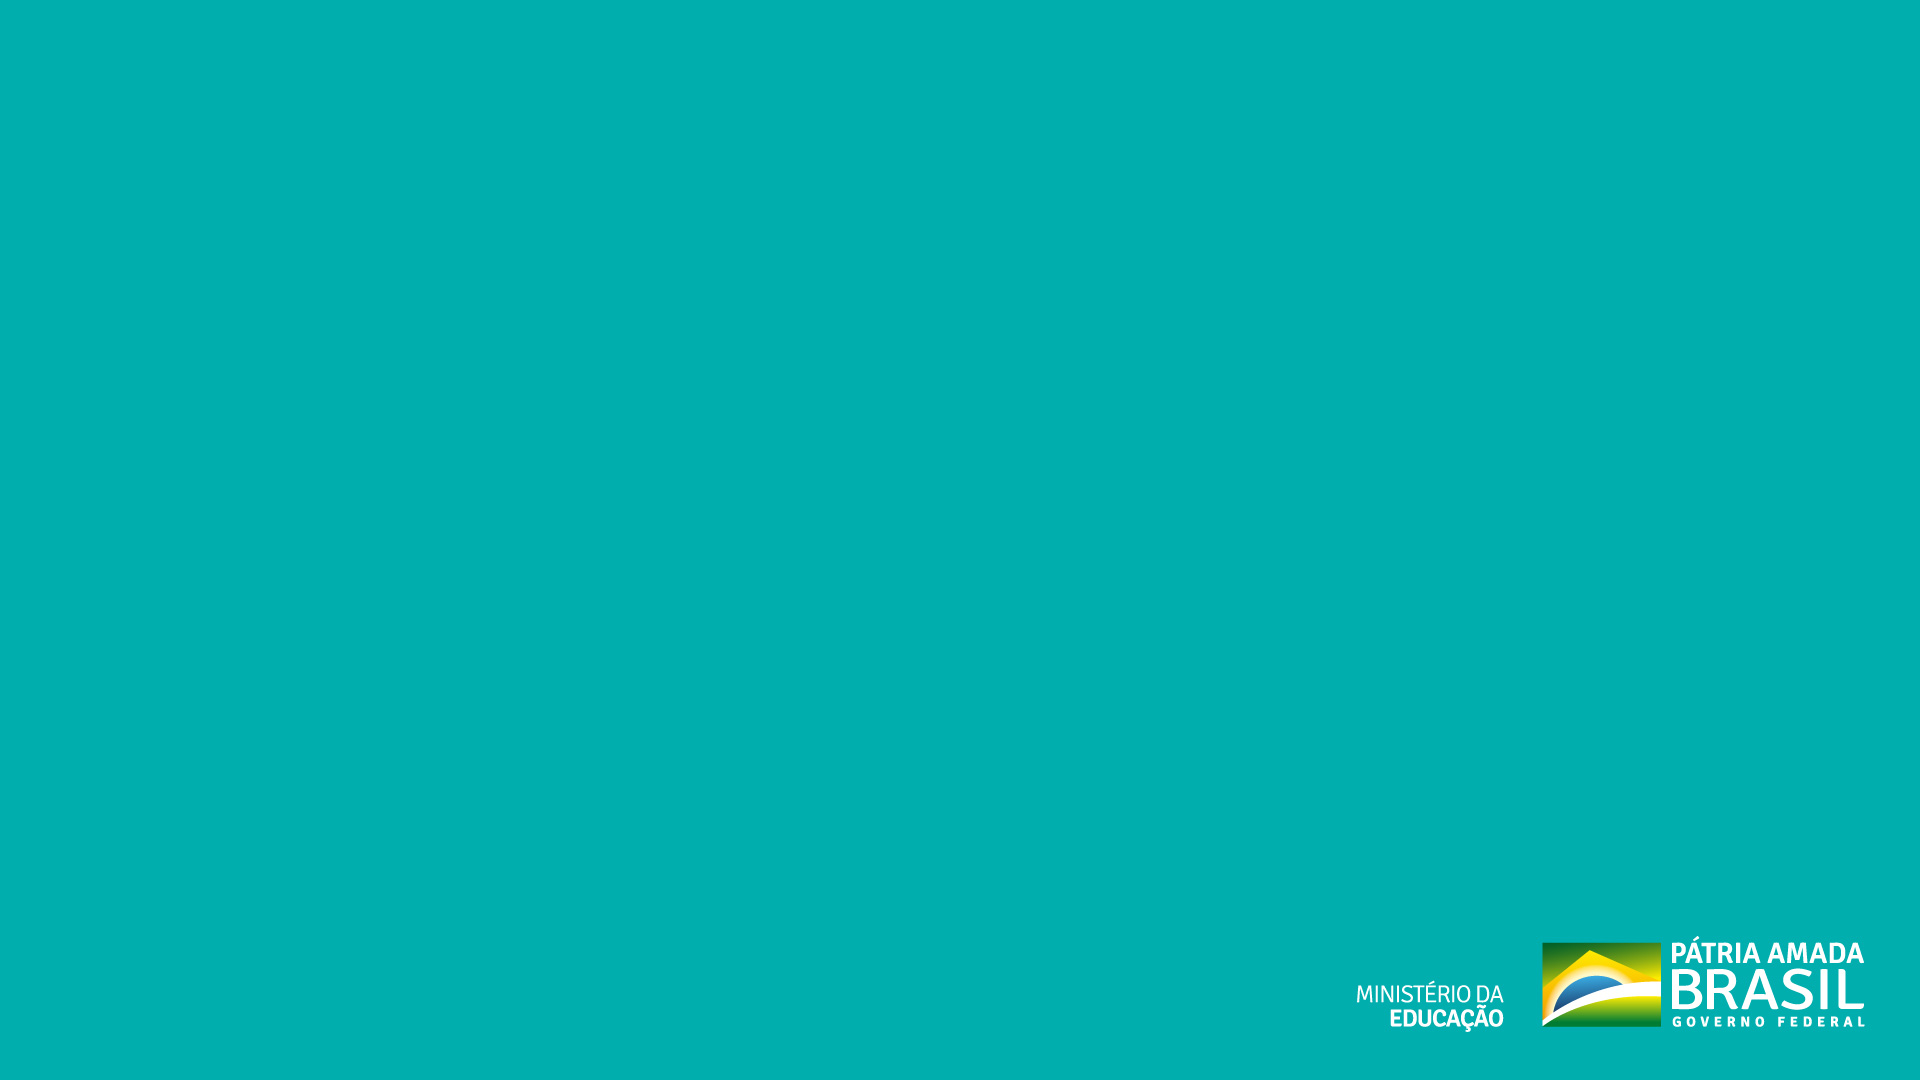 MINISTÉRIO DA
EDUCAÇÃO
PÁTRIA AMADA
BRASIL
GOVERNO FEDERAL